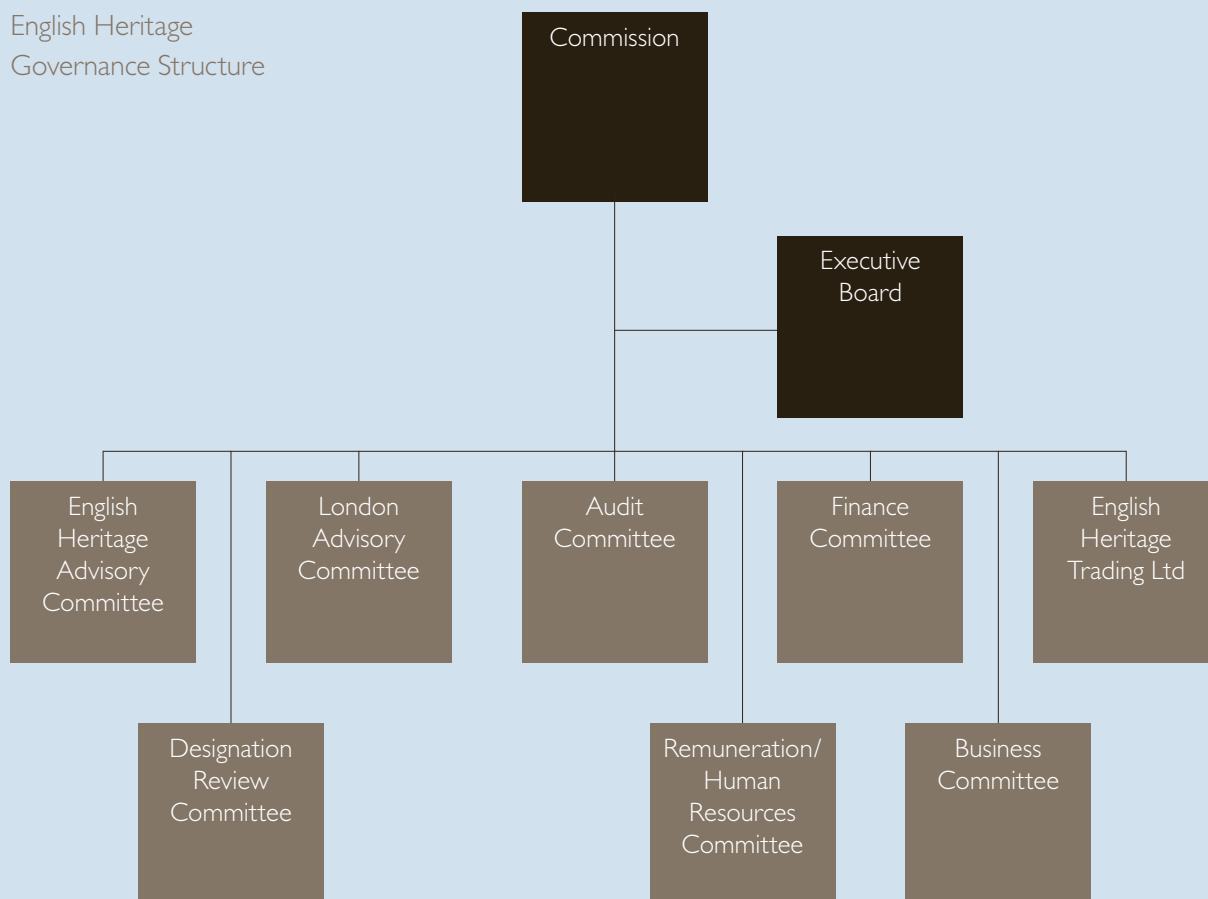 English Heritage
Governance Structure
Commission
Executive
Board
English
Heritage
Advisory
Committee
London
Advisory
Committee
Audit
Committee
Finance
Committee
English
Heritage
Trading Ltd
Designation
Review
Committee
Remuneration/
Human
Resources
Committee
Business
Committee